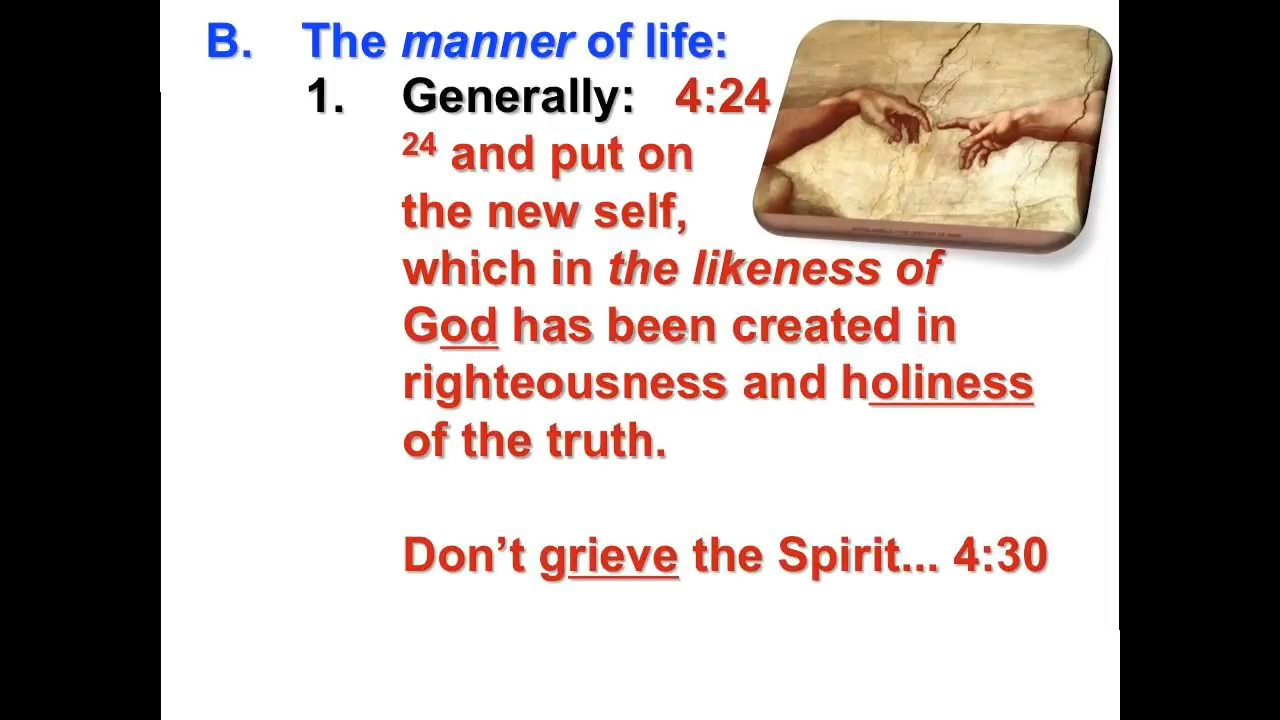 B. The manner of life:
1. Generally: 4:24
24 and put on
the new self,
which in the likeness of
God has been created in
righteousness and holiness
of the truth.
Don’t grieve the Spirit... 4:30